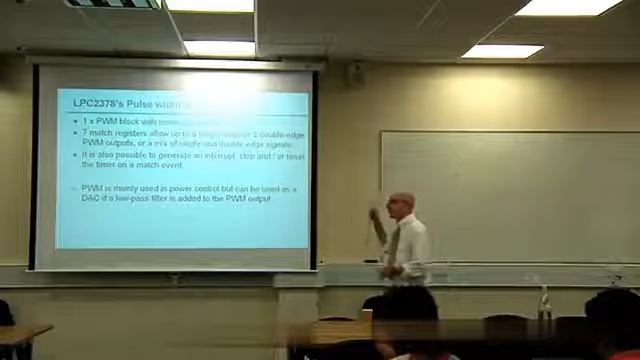 LPC2378's Pulse width
1 x PWM block with
7 match registers allow up to 6 single-edge or 3 double-edge
PWM outputs, or a mix of single and double edge signals
It is also possible to generate an interrupt, stop and / or reset
the timer on a match event.
PWM is mainly used in power control but can be used as a
DAC if a low-pass filter is added to the PWM output